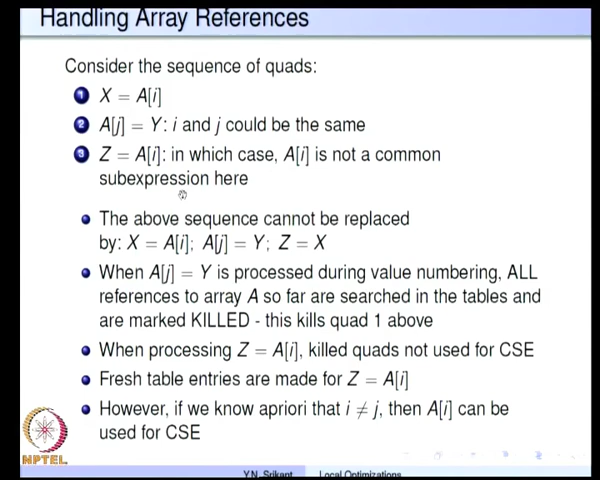 Handling Array References
Consider the sequence of quads:
1 X = A[i]
2 A[j] = Y: i and j could be the same
3 Z = A[i]: in which case, A[i] is not a common
subexpression here
The above sequence cannot be replaced
by: X = A[i]; A[j] = Y; Z = X
When A[j] = Y is processed during value numbering, ALL
references to array A so far are searched in the tables and
are marked KILLED - this kills quad 1 above
When processing Z = A[i], killed quads not used for CSE
Fresh table entries are made for Z = A[i]
However, if we know apriori that i ≠ j, then A[i] can be
used for CSE
NPTEL
Y.N. Srikant Local Optimizations